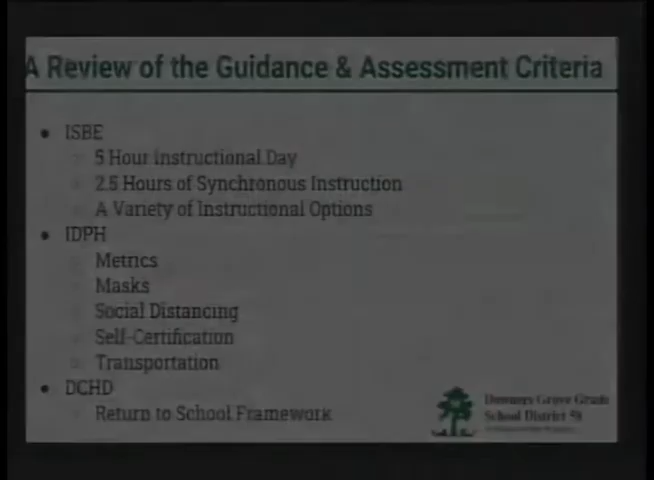 A Review of the Guidance & Assessment Criteria
ISBE
5 Hour Instructional Day
2.5 Hours of Synchronous Instruction
A Variety of Instructional Options
IDPH
Metrics
Masks
Social Distancing
Self-Certification
Transportation
DCHD
Return to School Framework
Downers Grove Grade
School District 58